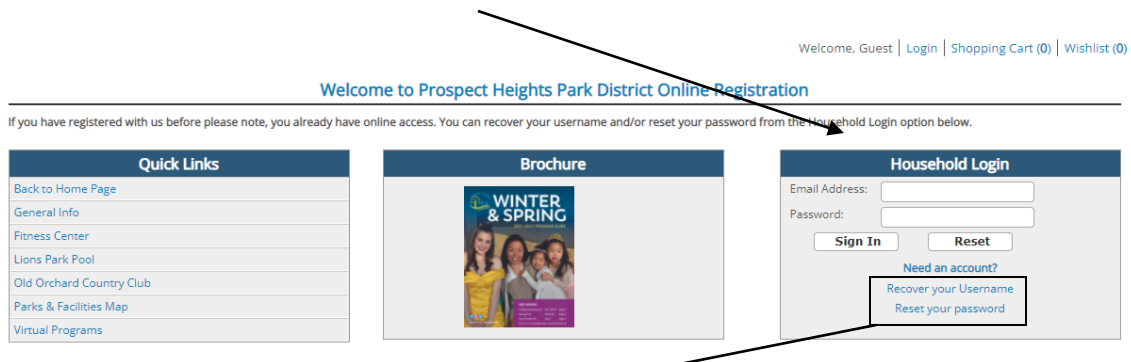 Welcome, Guest | Login | Shopping Cart (0) | Wishlist (0)
Welcome to Prospect Heights Park District Online Registration
If you have registered with us before please note, you already have online access. You can recover your username and/or reset your password from the Household Login option below.
Quick Links
Back to Home Page
General Info
Fitness Center
Lions Park Pool
Old Orchard Country Club
Parks & Facilities Map
Virtual Programs
Brochure
WINTER
& SPRING
Household Login
Email Address:
Password:
Sign In
Reset
Need an account?
Recover your Username
Reset your password